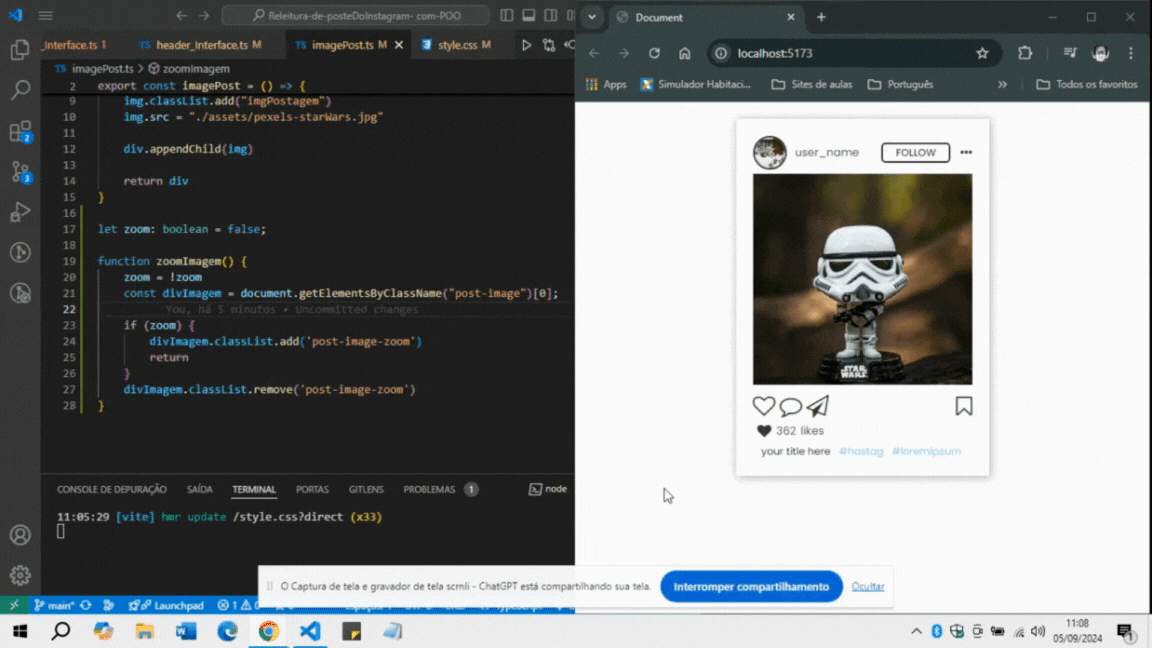 Releitura-de-posteDoInstagram- com-POO
_interface.ts 1
header_interface.ts M
TS imagePost.ts M
style.css M
TS imagePost.ts > zoomImagem
2 export const imagePost = () => {
9 img.classList.add("imgPostagem")
10 img.src = "./assets/pexels-starWars.jpg"
11
12 div.appendChild(img)
13
14 return div
15 }
16
17 let zoom: boolean = false;
18
19 function zoomImagem() {
20 zoom = !zoom
21 const divImagem = document.getElementsByClassName("post-image")[0];
22 You, há 5 minutos • Uncommitted changes
23 if (zoom) {
24 divImagem.classList.add('post-image-zoom')
25 return
26 }
27 divImagem.classList.remove('post-image-zoom')
28 }
2
3
CONSOLE DE DEPURAÇÃO SAÍDA TERMINAL PORTAS GITLENS PROBLEMAS 1 node
11:05:29 [vite] hmr update /style.css?direct (x33)
main* Launchpad 1 0
Document
localhost:5173
Apps Simulador Habitaci... Sites de aulas Português » Todos os favoritos
user_name FOLLOW
STAR WARS
362 likes
your title here #hastag #loremipsum
O Captura de tela e gravador de tela scrnli - ChatGPT está compartilhando sua tela. Interromper compartilhamento Ocultar
11:08
05/09/2024
1